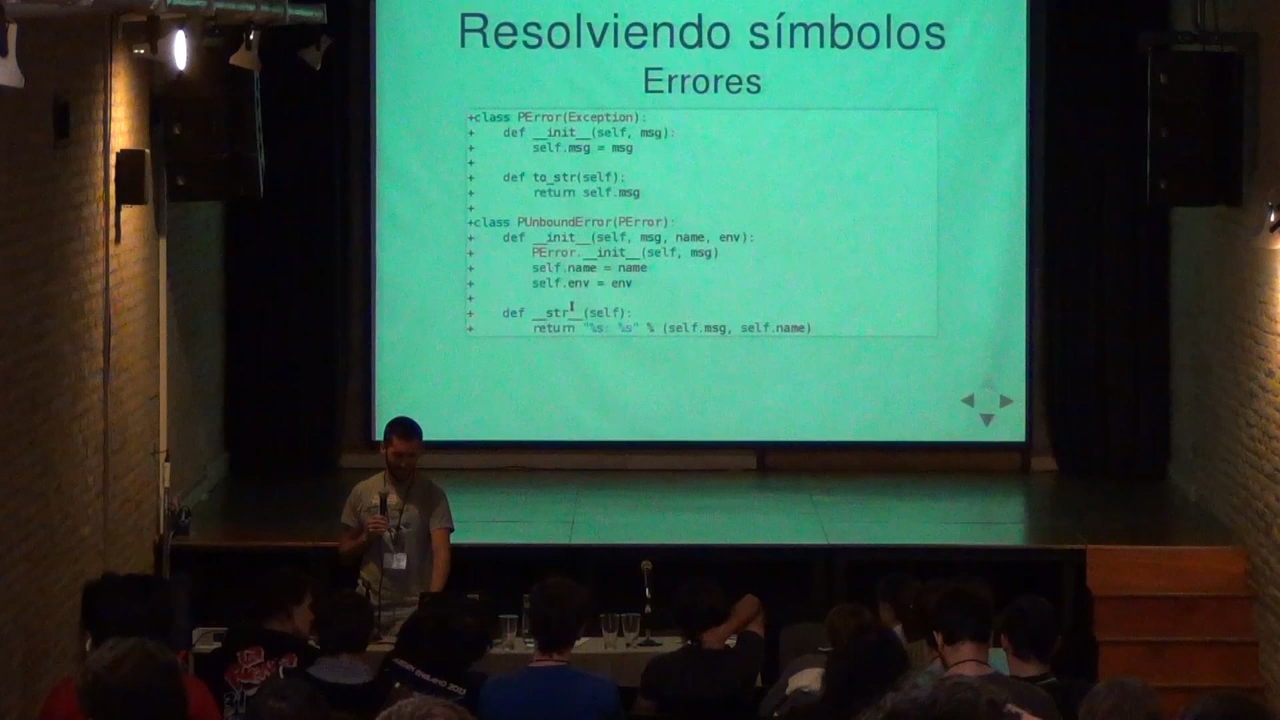 Resolviendo símbolos
Errores
+class PError(Exception):
+    def __init__(self, msg):
+        self.msg = msg
+
+    def to_str(self):
+        return self.msg
+
+class PUnboundError(PError):
+    def __init__(self, msg, name, env):
+        PError.__init__(self, msg)
+        self.name = name
+        self.env = env
+
+    def __str__(self):
+        return "%s: %s" % (self.msg, self.name)